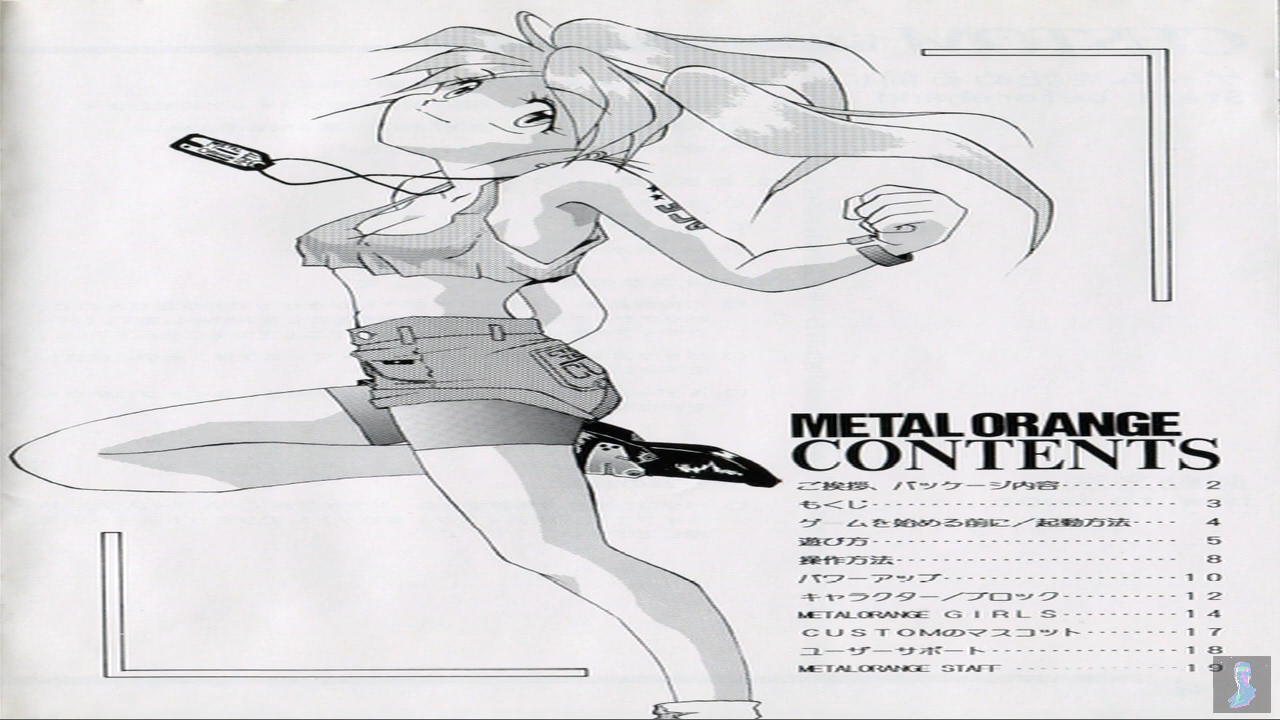 METAL ORANGE
CONTENTS
ご挨拶、パッケージ内容・・・・・・・・・・ 2
もくじ・・・・・・・・・・・・・・・・・・・・・・・・・・ 3
ゲームを始める前に／起動方法・・・・ 4
遊び方・・・・・・・・・・・・・・・・・・・・・・・・・・ 5
操作方法・・・・・・・・・・・・・・・・・・・・・・・・ 8
パワーアップ・・・・・・・・・・・・・・・・・・・・10
キャラクター／ブロック・・・・・・・・・・12
METALORANGE GIRLS・・・・・・・・・・14
CUSTOMのマスコット・・・・・・・・17
ユーザーサポート・・・・・・・・・・・・・・・・18
METALORANGE STAFF ・・・・・・・・・・・・・・19